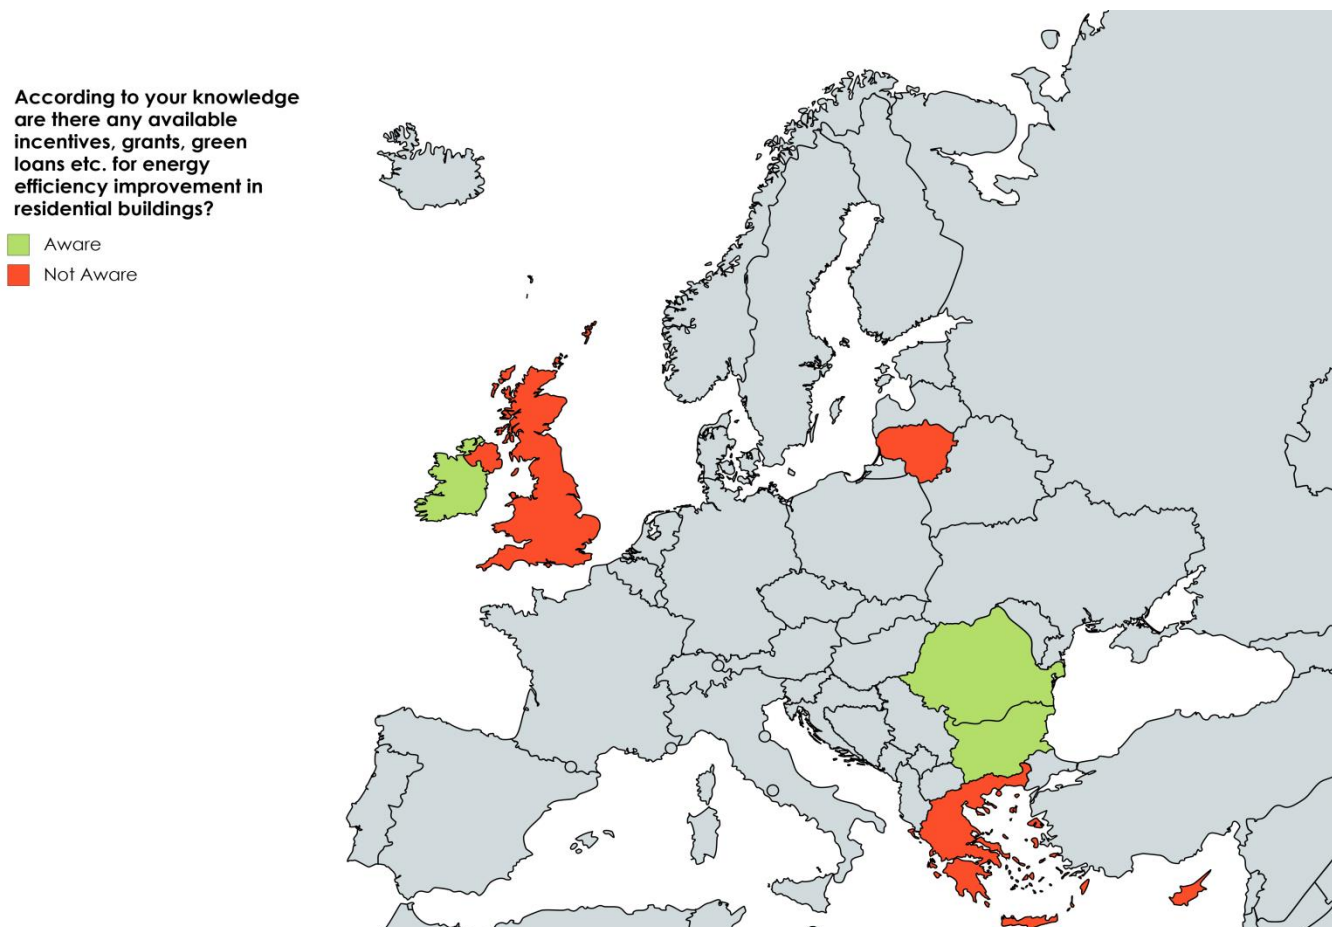 According to your knowledge
are there any available
incentives, grants, green
loans etc. for energy
efficiency improvement in
residential buildings?
Aware
Not Aware